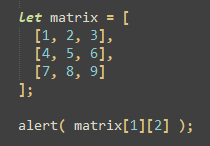 let matrix = [
  [1, 2, 3],
  [4, 5, 6],
  [7, 8, 9]
];

alert( matrix[1][2] );